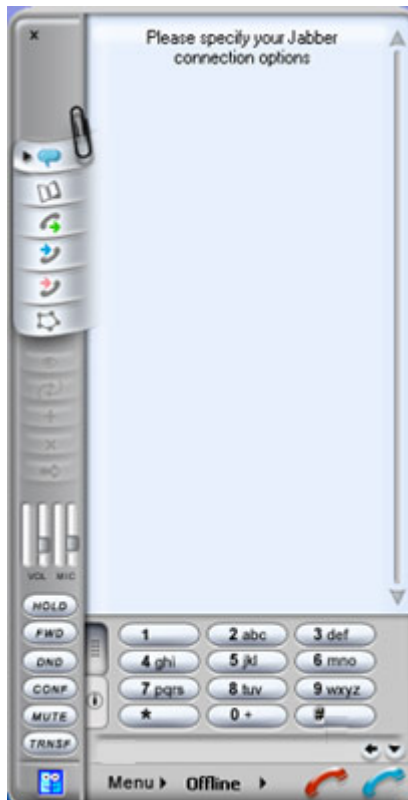 x
Please specify your Jabber
connection options
VOL MIC
HOLD
FWD
DND
CONF
MUTE
TRNSF
1 2 abc 3 def
4 ghi 5 jkl 6 mno
7 pqrs 8 tuv 9 wxyz
* 0 + #
Menu Offline